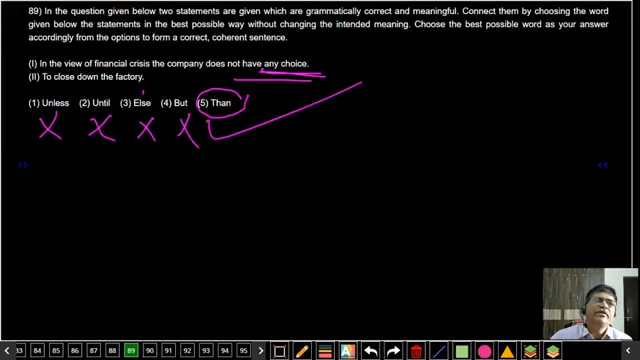 89) In the question given below two statements are given which are grammatically correct and meaningful. Connect them by choosing the word
given below the statements in the best possible way without changing the intended meaning. Choose the best possible word as your answer
accordingly from the options to form a correct, coherent sentence.
(I) In the view of financial crisis the company does not have any choice.
(II) To close down the factory.
(1) Unless (2) Until (3) Else (4) But (5) Than
83 84 85 86 87 88 89 90 91 92 93 94 95